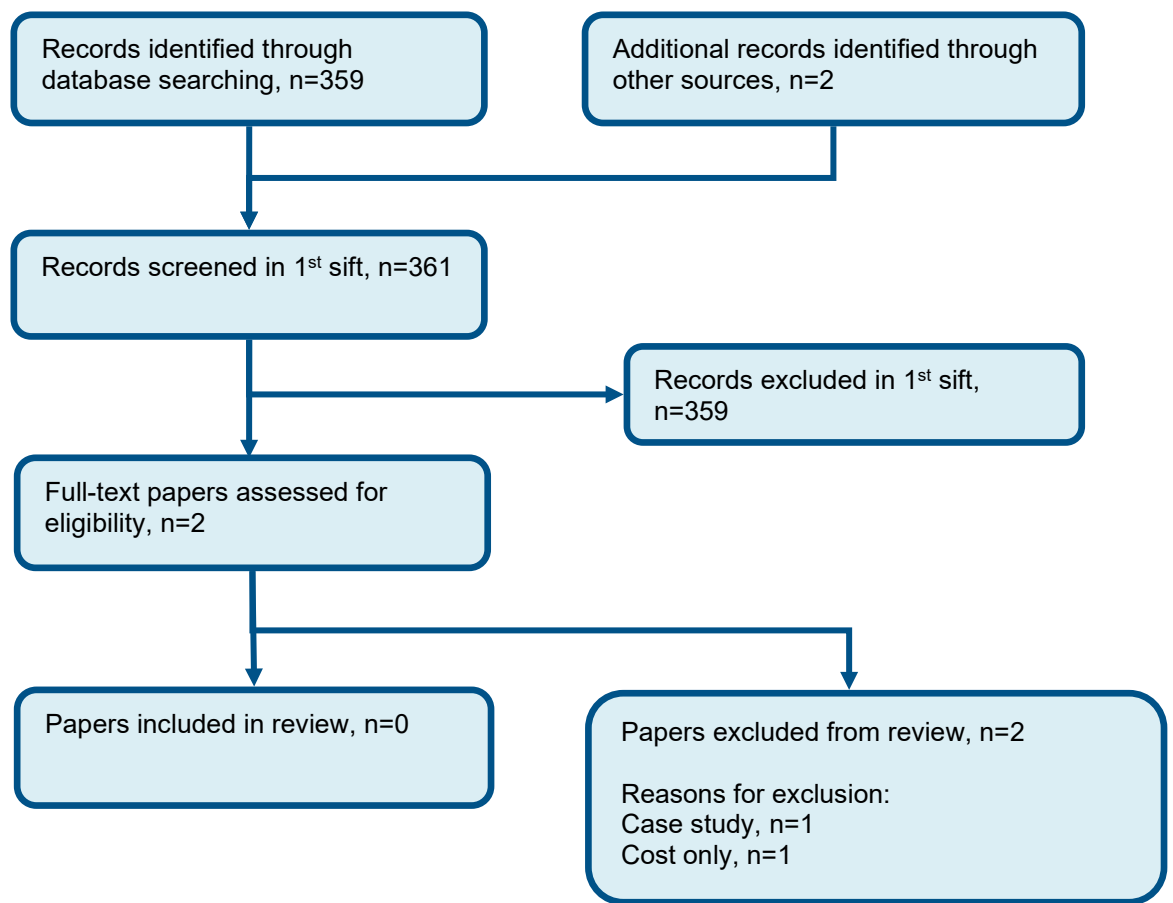 Records identified through
database searching, n=359
Additional records identified through
other sources, n=2
Records screened in 1st sift, n=361
Records excluded in 1st sift,
n=359
Full-text papers assessed for
eligibility, n=2
Papers included in review, n=0
Papers excluded from review, n=2
Reasons for exclusion:
Case study, n=1
Cost only, n=1